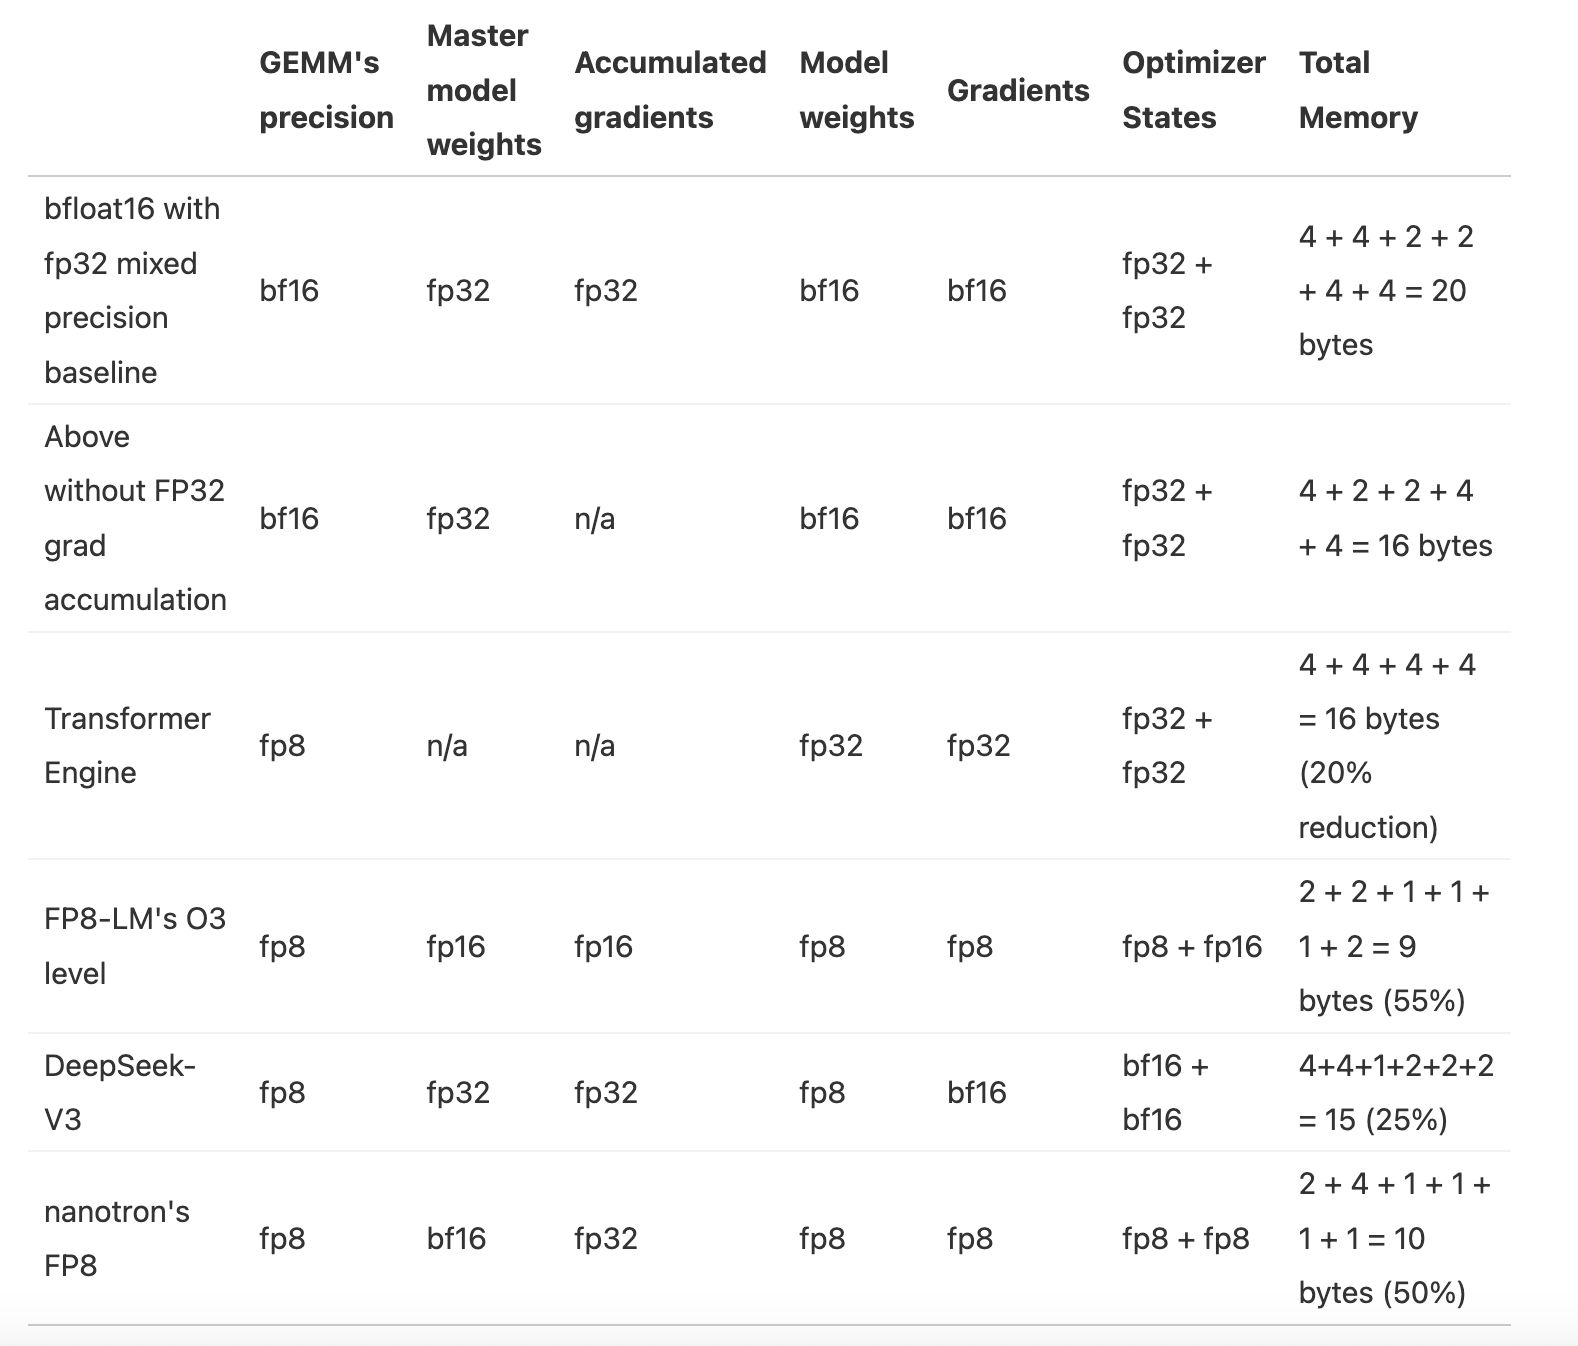 GEMM's precision | Master model weights | Accumulated gradients | Model weights | Gradients | Optimizer States | Total Memory
bfloat16 with fp32 mixed precision baseline | bf16 | fp32 | fp32 | bf16 | bf16 | fp32 + fp32 | 4 + 4 + 2 + 2 + 4 + 4 = 20 bytes
Above without FP32 grad accumulation | bf16 | fp32 | n/a | bf16 | bf16 | fp32 + fp32 | 4 + 2 + 2 + 4 + 4 = 16 bytes
Transformer Engine | fp8 | n/a | n/a | fp32 | fp32 | fp32 + fp32 | 4 + 4 + 4 + 4 = 16 bytes (20% reduction)
FP8-LM's O3 level | fp8 | fp16 | fp16 | fp8 | fp8 | fp8 + fp16 | 2 + 2 + 1 + 1 + 1 + 2 = 9 bytes (55%)
DeepSeek-V3 | fp8 | fp32 | fp32 | fp8 | bf16 | bf16 + bf16 | 4+4+1+2+2+2 = 15 (25%)
nanotron's FP8 | fp8 | bf16 | fp32 | fp8 | fp8 | fp8 + fp8 | 2 + 4 + 1 + 1 + 1 + 1 = 10 bytes (50%)